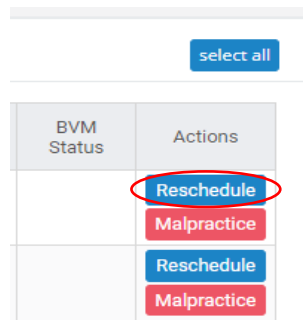 select all
BVM
Status
Actions
Reschedule
Malpractice
Reschedule
Malpractice